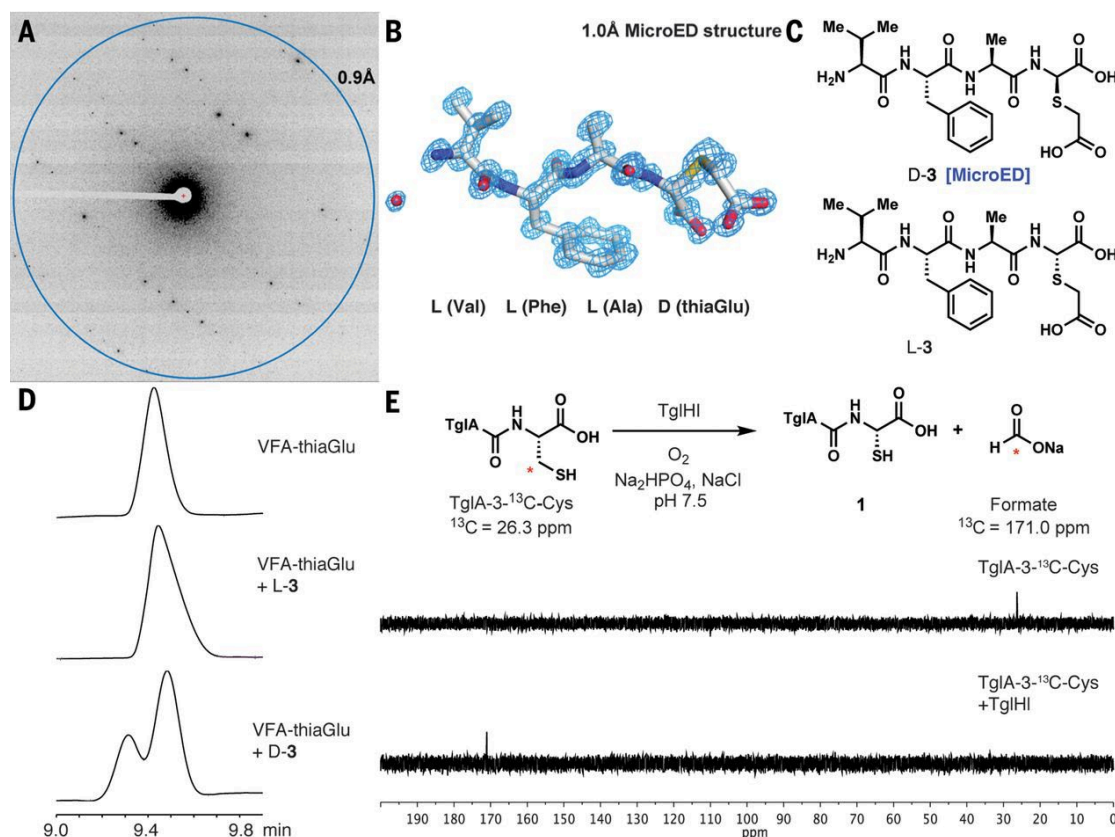 A
0.9Å
B
1.0Å MicroED structure
L (Val) L (Phe) L (Ala) D (thiaGlu)
C
Me Me
H2N
O
H
N
O
Me
N
H
O
H
N
O
OH
S
HO
O
D-3 [MicroED]
Me Me
H2N
O
H
N
O
Me
N
H
O
H
N
O
OH
S
HO
O
L-3
D
VFA-thiaGlu
VFA-thiaGlu
+ L-3
VFA-thiaGlu
+ D-3
9.0 9.4 9.8 min
E
TglA
O
H
N
O
OH
SH
*
TglA-3-13C-Cys
13C = 26.3 ppm
TglHI
O2
Na2HPO4, NaCl
pH 7.5
TglA
O
H
N
O
OH
SH
1
+
O
H
ONa
*
Formate
13C = 171.0 ppm
TglA-3-13C-Cys
TglA-3-13C-Cys
+TglHI
190 180 170 160 150 140 130 120 110 100 90 80 70 60 50 40 30 20 10 0
ppm